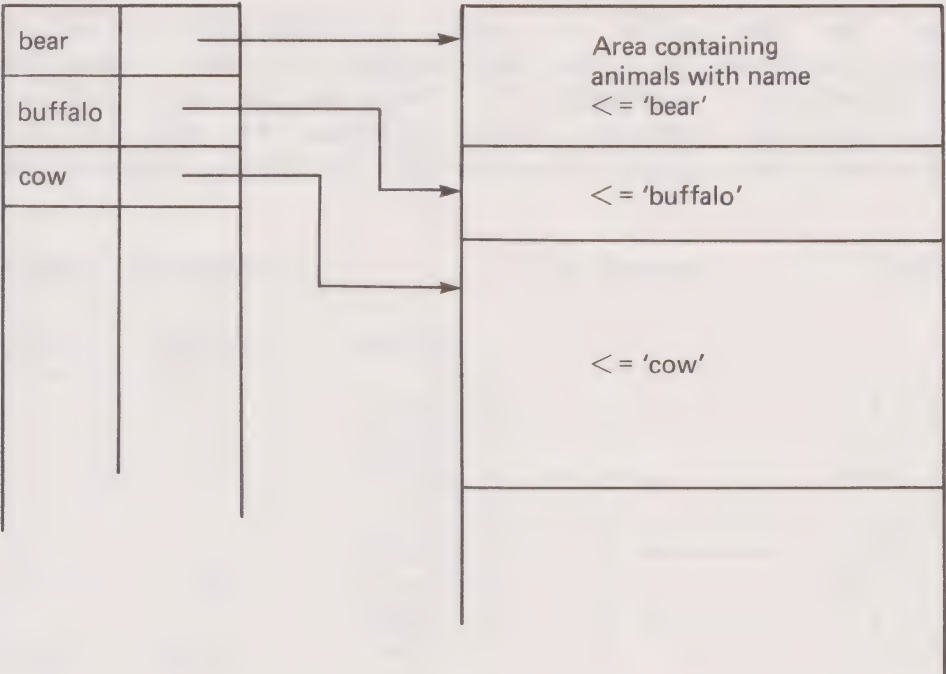 bear
buffalo
cow
Area containing
animals with name
<= 'bear'
<= 'buffalo'
<= 'cow'